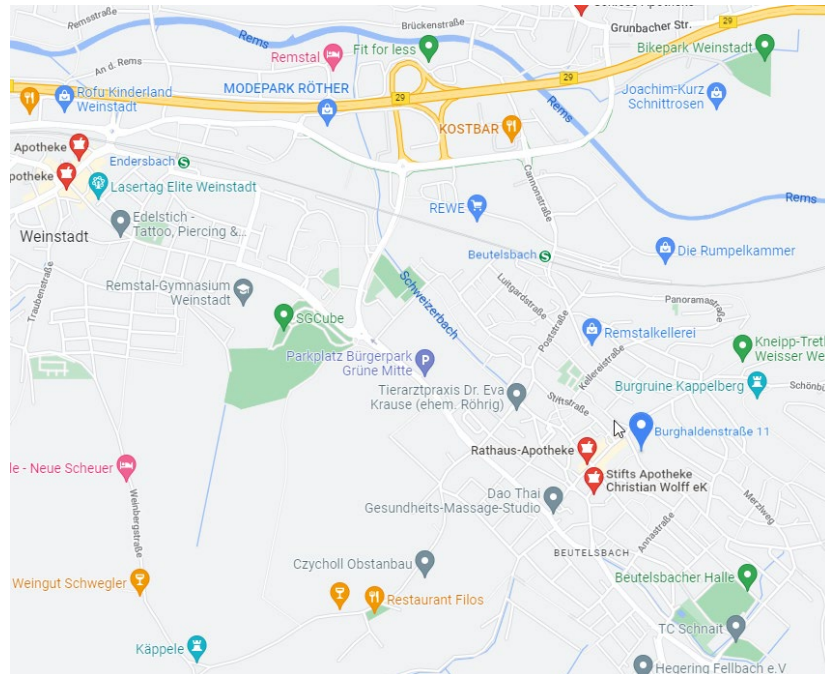 Remsstraße
Rems
Brückenstraße
Grunbacher Str.
29
Remstal
Fit for less
Bikepark Weinstadt
An d. Rems
Rofu Kinderland
Weinstadt
MODEPARK RÖTHER
29
Joachim-Kurz
Schnittrosen
KOSTBAR
Rems
Apotheke
Endersbach
potheke
Lasertag Elite Weinstadt
Cannonstraße
Rems
REWE
Edelstich -
Tattoo, Piercing &...
Weinstadt
Beutelsbach
Die Rumpelkammer
Remstal-Gymnasium
Weinstadt
Schweizerbach
Luitgardstraße
Panoramastraße
Traubenstraße
SGCube
Poststraße
Remstalkellerei
Kneipp-Tret
Weisser We
Parkplatz Bürgerpark
Grüne Mitte
P
Kellereistraße
Burgruine Kappelberg
Schönbü
Tierarztpraxis Dr. Eva
Krause (ehem. Röhrig)
Stiftstraße
Burghaldenstraße 11
Rathaus-Apotheke
le - Neue Scheuer
Stifts Apotheke
Christian Wolff eK
Weinbergstraße
Dao Thai
Gesundheits-Massage-Studio
Merzlweg
Annastraße
BEUTELSBACH
Czycholl Obstanbau
Weingut Schwegler
Beutelsbacher Halle
Restaurant Filos
TC Schnait
Käppele
Hegering Fellbach e.V